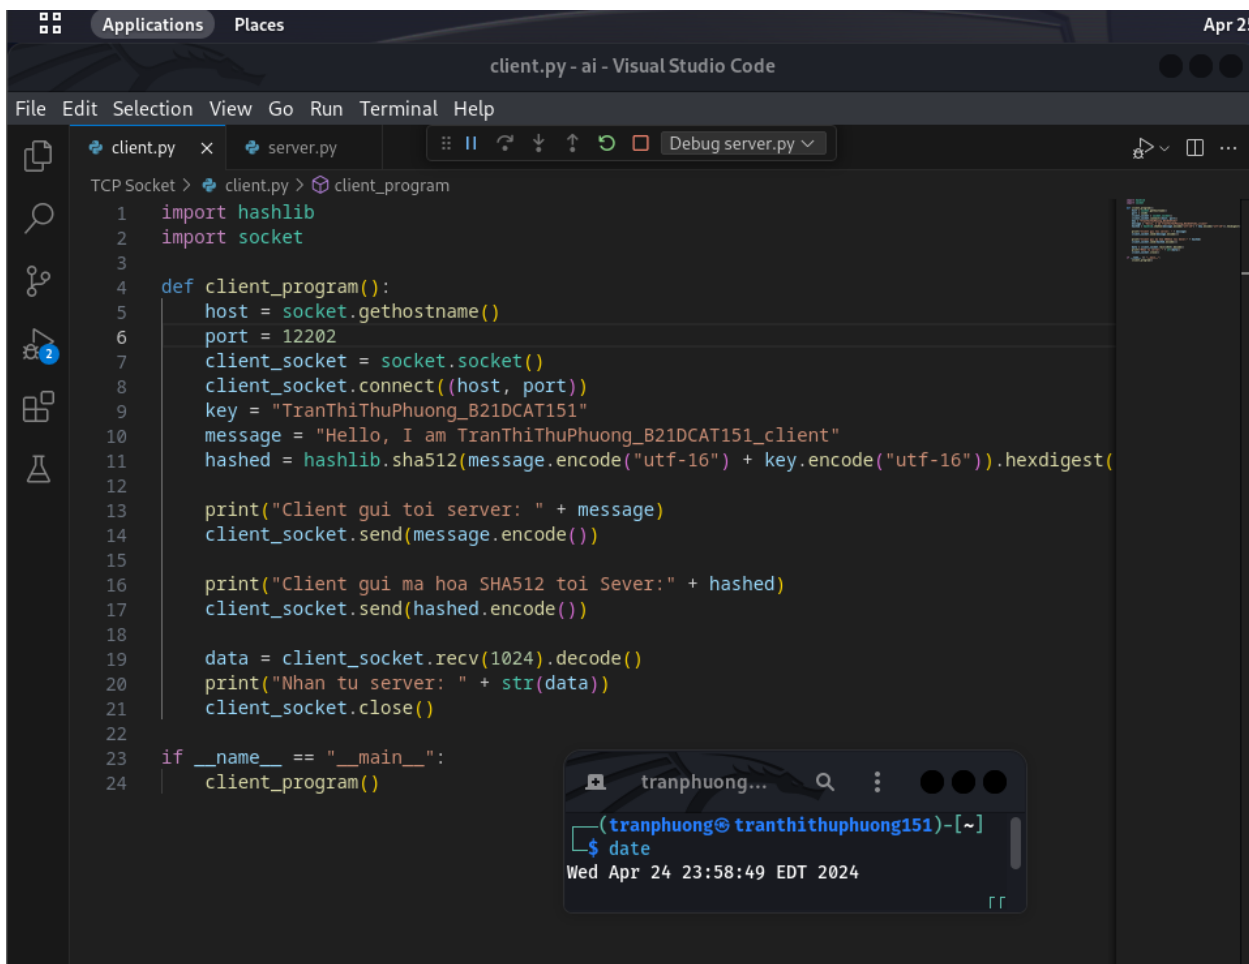 Applications Places Apr 25
client.py - ai - Visual Studio Code
File Edit Selection View Go Run Terminal Help
client.py × server.py Debug server.py
TCP Socket > client.py > client_program
1 import hashlib
2 import socket
3
4 def client_program():
5 host = socket.gethostname()
6 port = 12202
7 client_socket = socket.socket()
8 client_socket.connect((host, port))
9 key = "TranThiThuPhuong_B21DCAT151"
10 message = "Hello, I am TranThiThuPhuong_B21DCAT151_client"
11 hashed = hashlib.sha512(message.encode("utf-16") + key.encode("utf-16")).hexdigest(
12
13 print("Client gui toi server: " + message)
14 client_socket.send(message.encode())
15
16 print("Client gui ma hoa SHA512 toi Sever:" + hashed)
17 client_socket.send(hashed.encode())
18
19 data = client_socket.recv(1024).decode()
20 print("Nhan tu server: " + str(data))
21 client_socket.close()
22
23 if __name__ == "__main__":
24 client_program()
2
tranphuong...
(tranphuong㉿tranthithuphuong151)-[~]
$ date
Wed Apr 24 23:58:49 EDT 2024